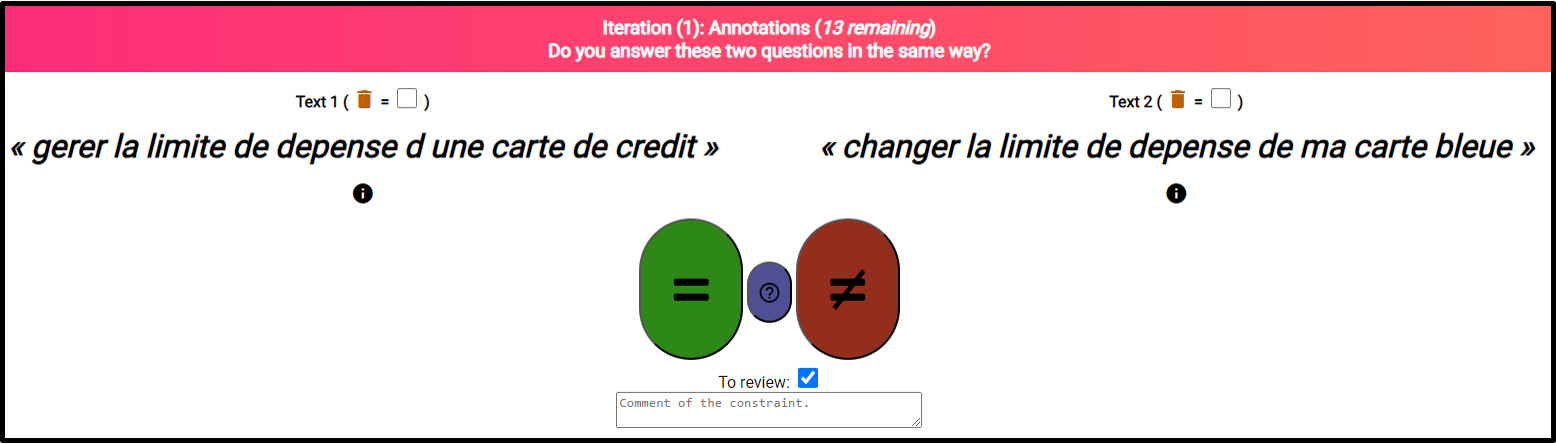 Iteration (1): Annotations (13 remaining)
Do you answer these two questions in the same way?
Text 1 ( = )
Text 2 ( = )
« gerer la limite de depense d une carte de credit »
« changer la limite de depense de ma carte bleue »
= ? ≠
To review:
Comment of the constraint.